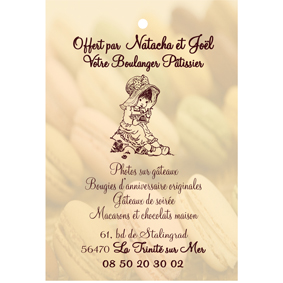 Offert par Natacha et Joël
Votre Boulanger Pâtissier
Photos sur gâteaux
Bougies d'anniversaire originales
Gâteaux de soirée
Macarons et chocolats maison
61, bd de Stalingrad
56470 La Trinité sur Mer
08 50 20 30 02